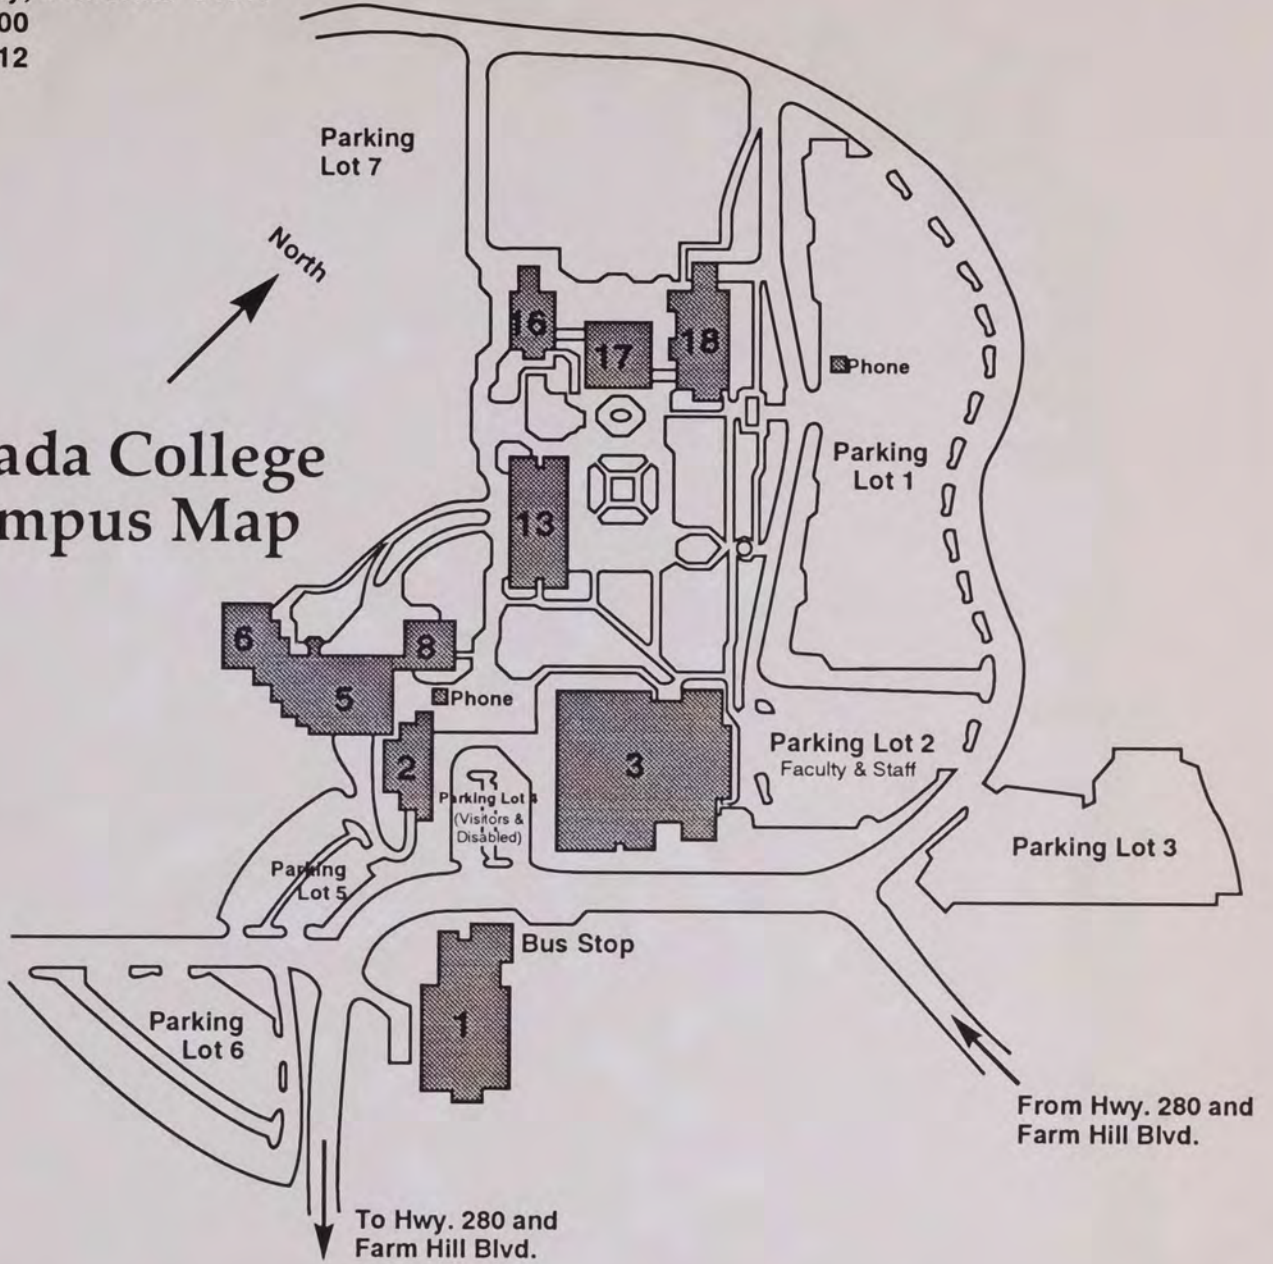 00
12
Parking
Lot 7
North
16
17
18
Phone
ada College
mpus Map
Parking
Lot 1
13
6
8
5
Phone
2
3
Parking Lot 2
Faculty & Staff
Parking Lot 4
(Visitors &
Disabled)
Parking Lot 3
Parking
Lot 5
Bus Stop
1
Parking
Lot 6
From Hwy. 280 and
Farm Hill Blvd.
To Hwy. 280 and
Farm Hill Blvd.